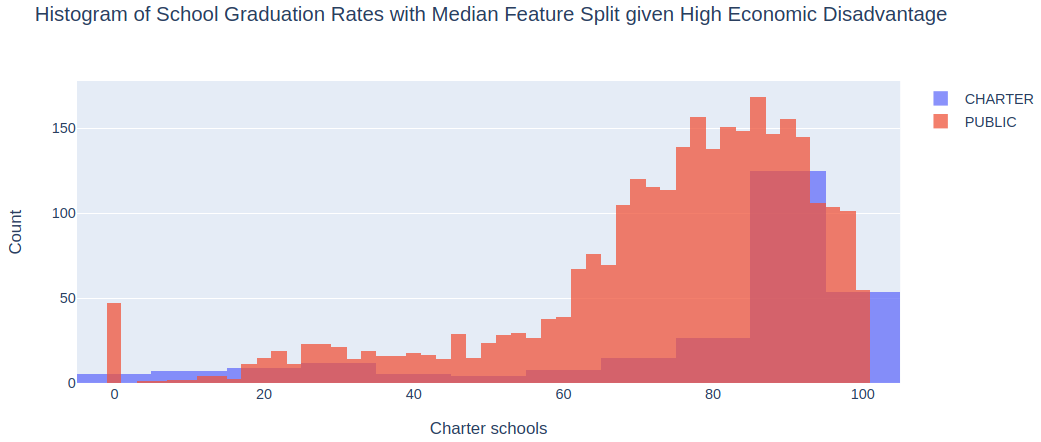 Histogram of School Graduation Rates with Median Feature Split given High Economic Disadvantage
CHARTER
PUBLIC
150
100
50
0
Count
0 20 40 60 80 100
Charter schools